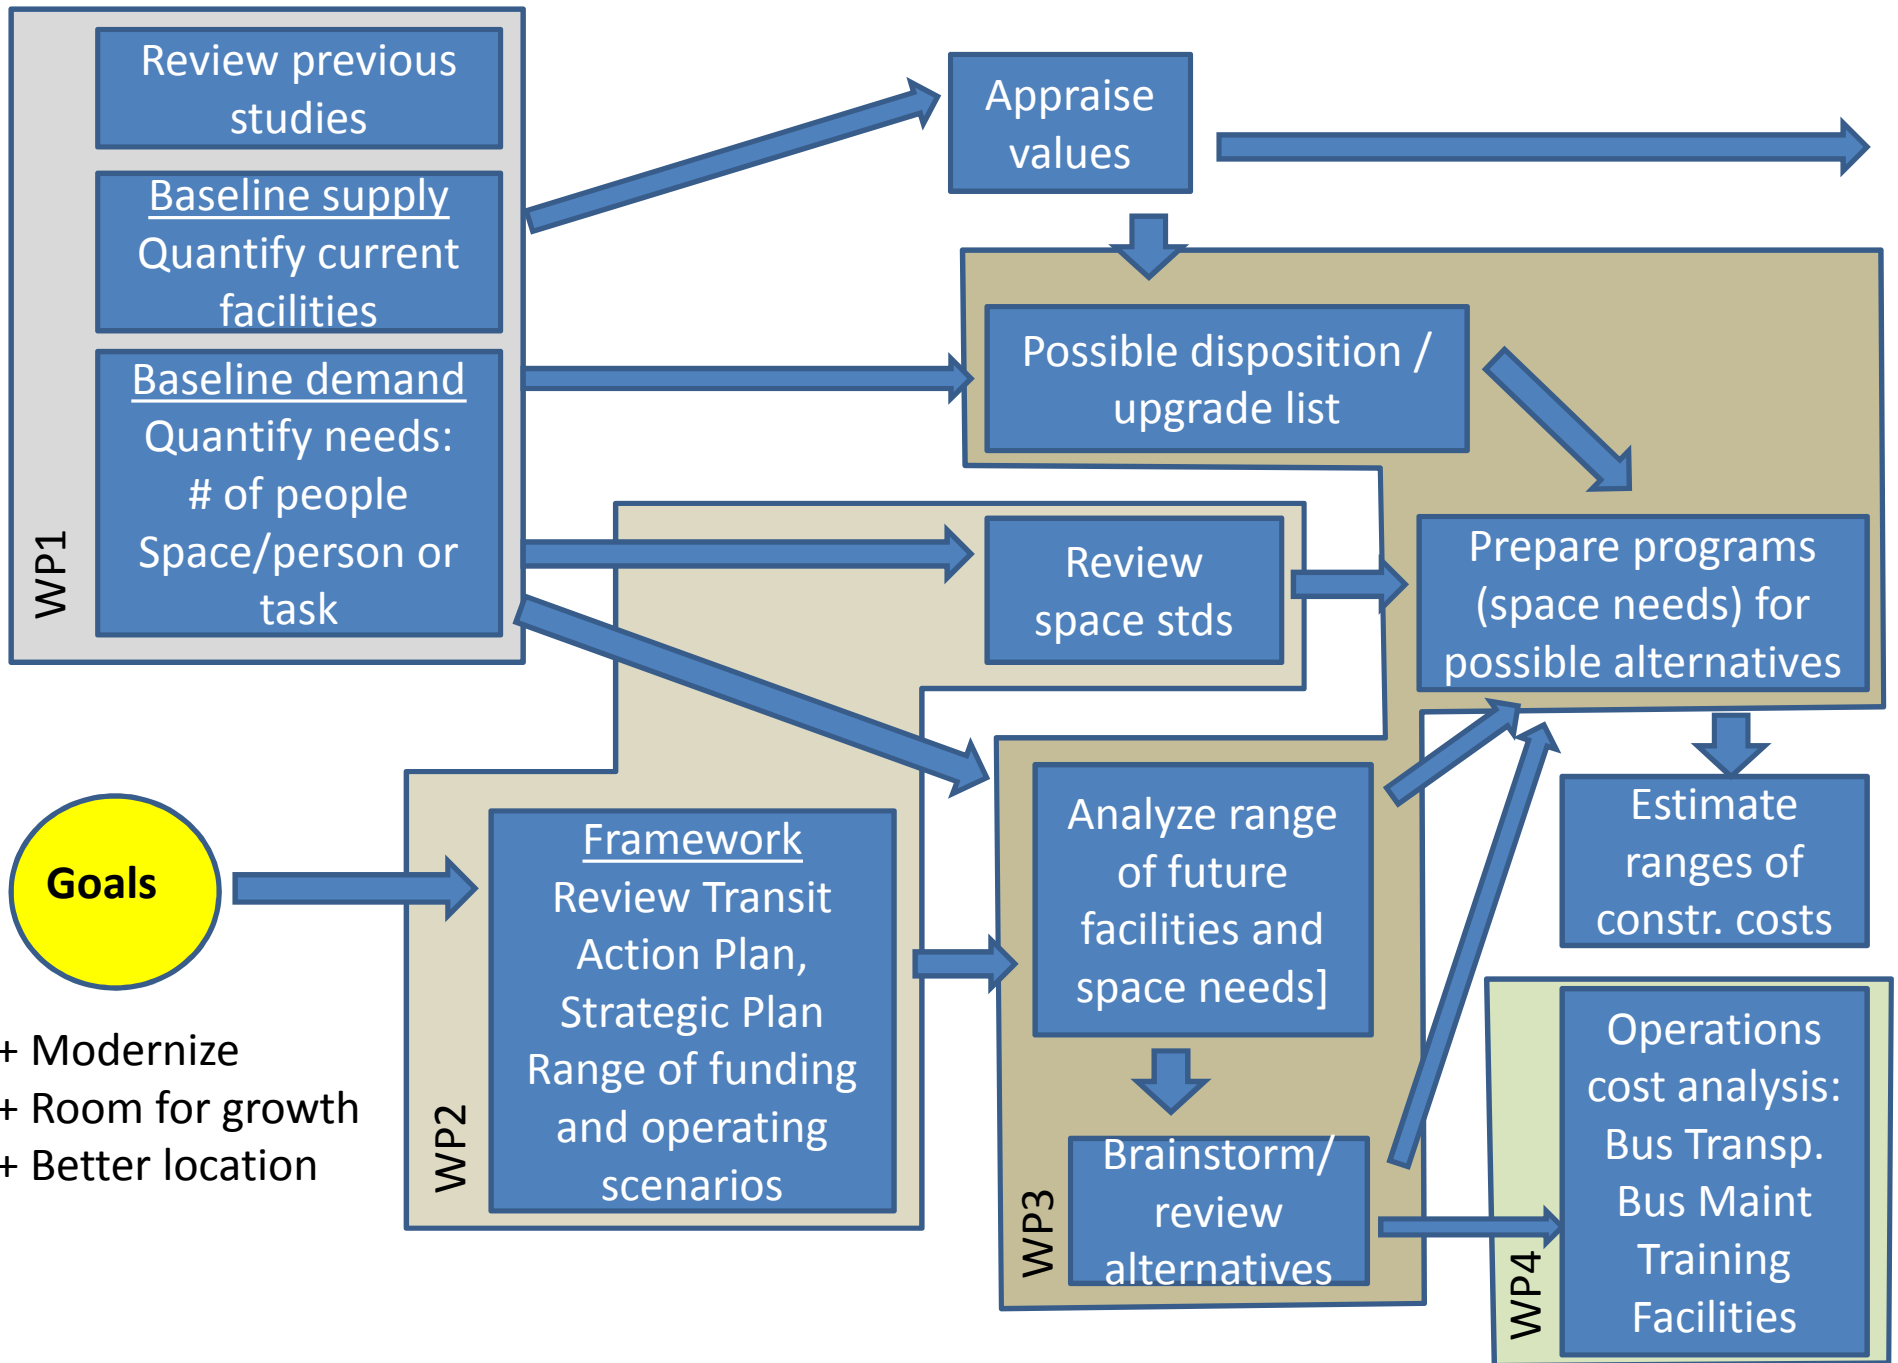 Review previous
studies
Baseline supply
Quantify current
facilities
Baseline demand
Quantify needs:
# of people
Space/person or
task
WP1
Appraise
values
Possible disposition /
upgrade list
Review
space stds
Prepare programs
(space needs) for
possible alternatives
Goals
+ Modernize
+ Room for growth
+ Better location
Framework
Review Transit
Action Plan,
Strategic Plan
Range of funding
and operating
scenarios
WP2
Analyze range
of future
facilities and
space needs]
Brainstorm/
review
alternatives
WP3
Estimate
ranges of
constr. costs
Operations
cost analysis:
Bus Transp.
Bus Maint
Training
Facilities
WP4